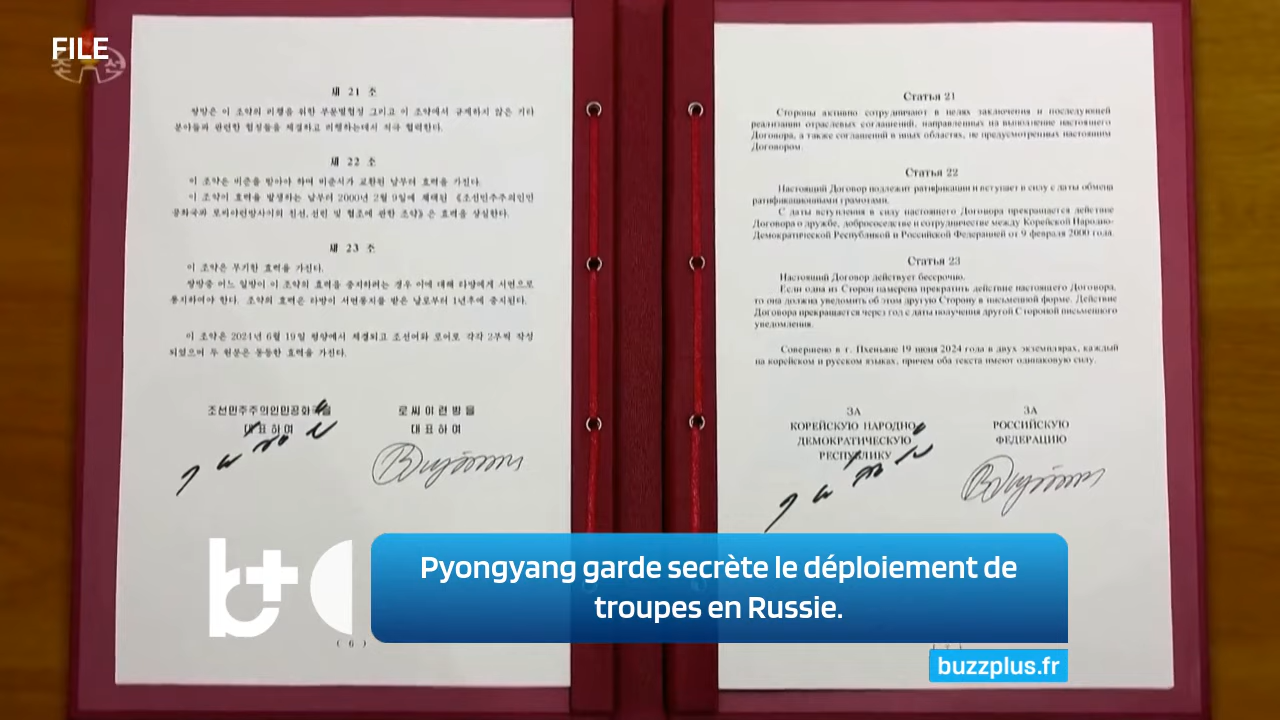 FILE
조선
제 21 조
쌍방은 이 조약의 리행을 위한 부문별협정 그리고 이 조약에서 규제하지 않은 기타
분야들과 관련한 협정들을 체결하고 리행하는데서 적극 협력한다.
제 22 조
이 조약은 비준을 받아야 하며 비준서가 교환된 날부터 효력을 가진다.
이 조약이 효력을 발생하는 날부터 2000년 2월 9일에 채택된 《조선민주주의인민
공화국과 로씨야련방사이의 친선, 선린 및 협조에 관한 조약》은 효력을 상실한다.
제 23 조
이 조약은 무기한 효력을 가진다.
쌍방중 어느 일방이 이 조약의 효력을 중지하려는 경우 이에 대해 타방에게 서면으로
통지하여야 한다. 조약의 효력은 타방이 서면통지를 받은 날로부터 1년후에 중지된다.
이 조약은 2024년 6월 19일 평양에서 체결되고 조선어와 로어로 각각 2부씩 작성
되였으며 두 원문은 동등한 효력을 가진다.
조선민주주의인민공화국을
대표하여
로씨야련방을
대표하여
( 6 )
Статья 21
Стороны активно сотрудничают в целях заключения и последующей
реализации отраслевых соглашений, направленных на выполнение настоящего
Договора, а также соглашений в иных областях, не предусмотренных настоящим
Договором.
Статья 22
Настоящий Договор подлежит ратификации и вступает в силу с даты обмена
ратификационными грамотами.
С даты вступления в силу настоящего Договора прекращается действие
Договора о дружбе, добрососедстве и сотрудничестве между Корейской Народно-
Демократической Республикой и Российской Федерацией от 9 февраля 2000 года.
Статья 23
Настоящий Договор действует бессрочно.
Если одна из Сторон намерена прекратить действие настоящего Договора,
то она должна уведомить об этом другую Сторону в письменной форме. Действие
Договора прекращается через год с даты получения другой Стороной письменного
уведомления.
Совершено в г. Пхеньяне 19 июня 2024 года в двух экземплярах, каждый
на корейском и русском языках, причем оба текста имеют одинаковую силу.
ЗА
КОРЕЙСКУЮ НАРОДНО-
ДЕМОКРАТИЧЕСКУЮ
РЕСПУБЛИКУ
ЗА
РОССИЙСКУЮ
ФЕДЕРАЦИЮ
b+
Pyongyang garde secrète le déploiement de
troupes en Russie.
buzzplus.fr